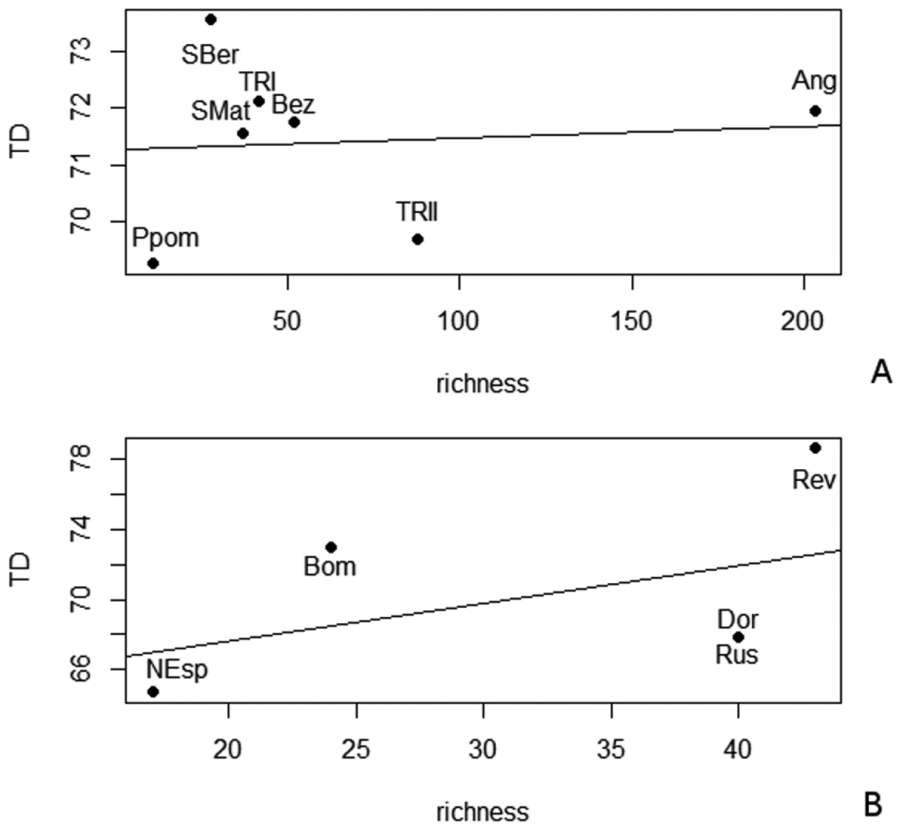 73
72
71
70
TD
SBer
TRI
SMat
Bez
Ang
TRII
Ppom
50
100
150
200
richness
A
78
74
70
66
TD
Rev
Bom
Dor
Rus
NEsp
20
25
30
35
40
richness
B